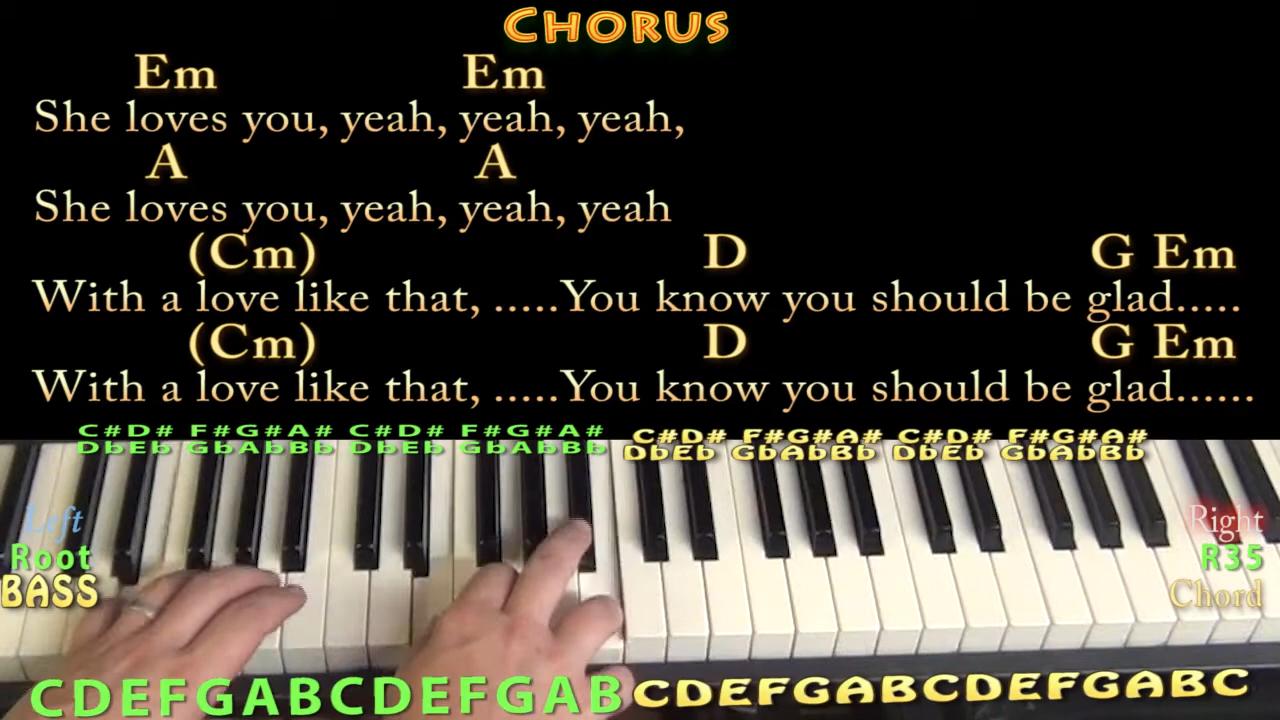 CHORUS
Em Em
She loves you, yeah, yeah, yeah,
A A
She loves you, yeah, yeah, yeah
(Cm) D G Em
With a love like that, .....You know you should be glad.....
(Cm) D G Em
With a love like that, .....You know you should be glad......
C#D# F#G#A# C#D# F#G#A# C#D# F#G#A# C#D# F#G#A#
DbEb GbAbBb DbEb GbAbBb DbEb GbAbBb DbEb GbAbBb
Left Right
Root R35
BASS Chord
CDEFGABCDEFGABCDEFGABCDEFGABC